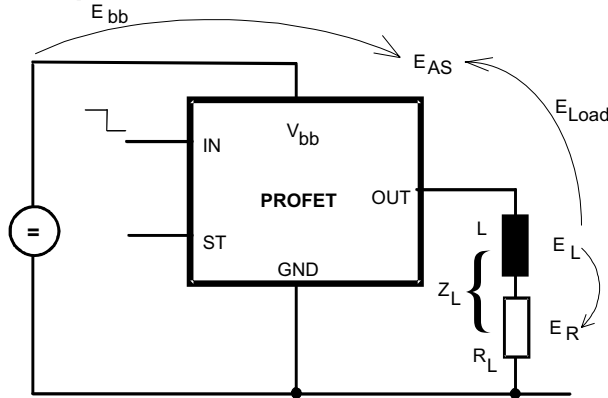 E bb
E AS
E Load
IN
V bb
PROFET
OUT
=
ST
GND
L
E L
Z L
{
E R
R L